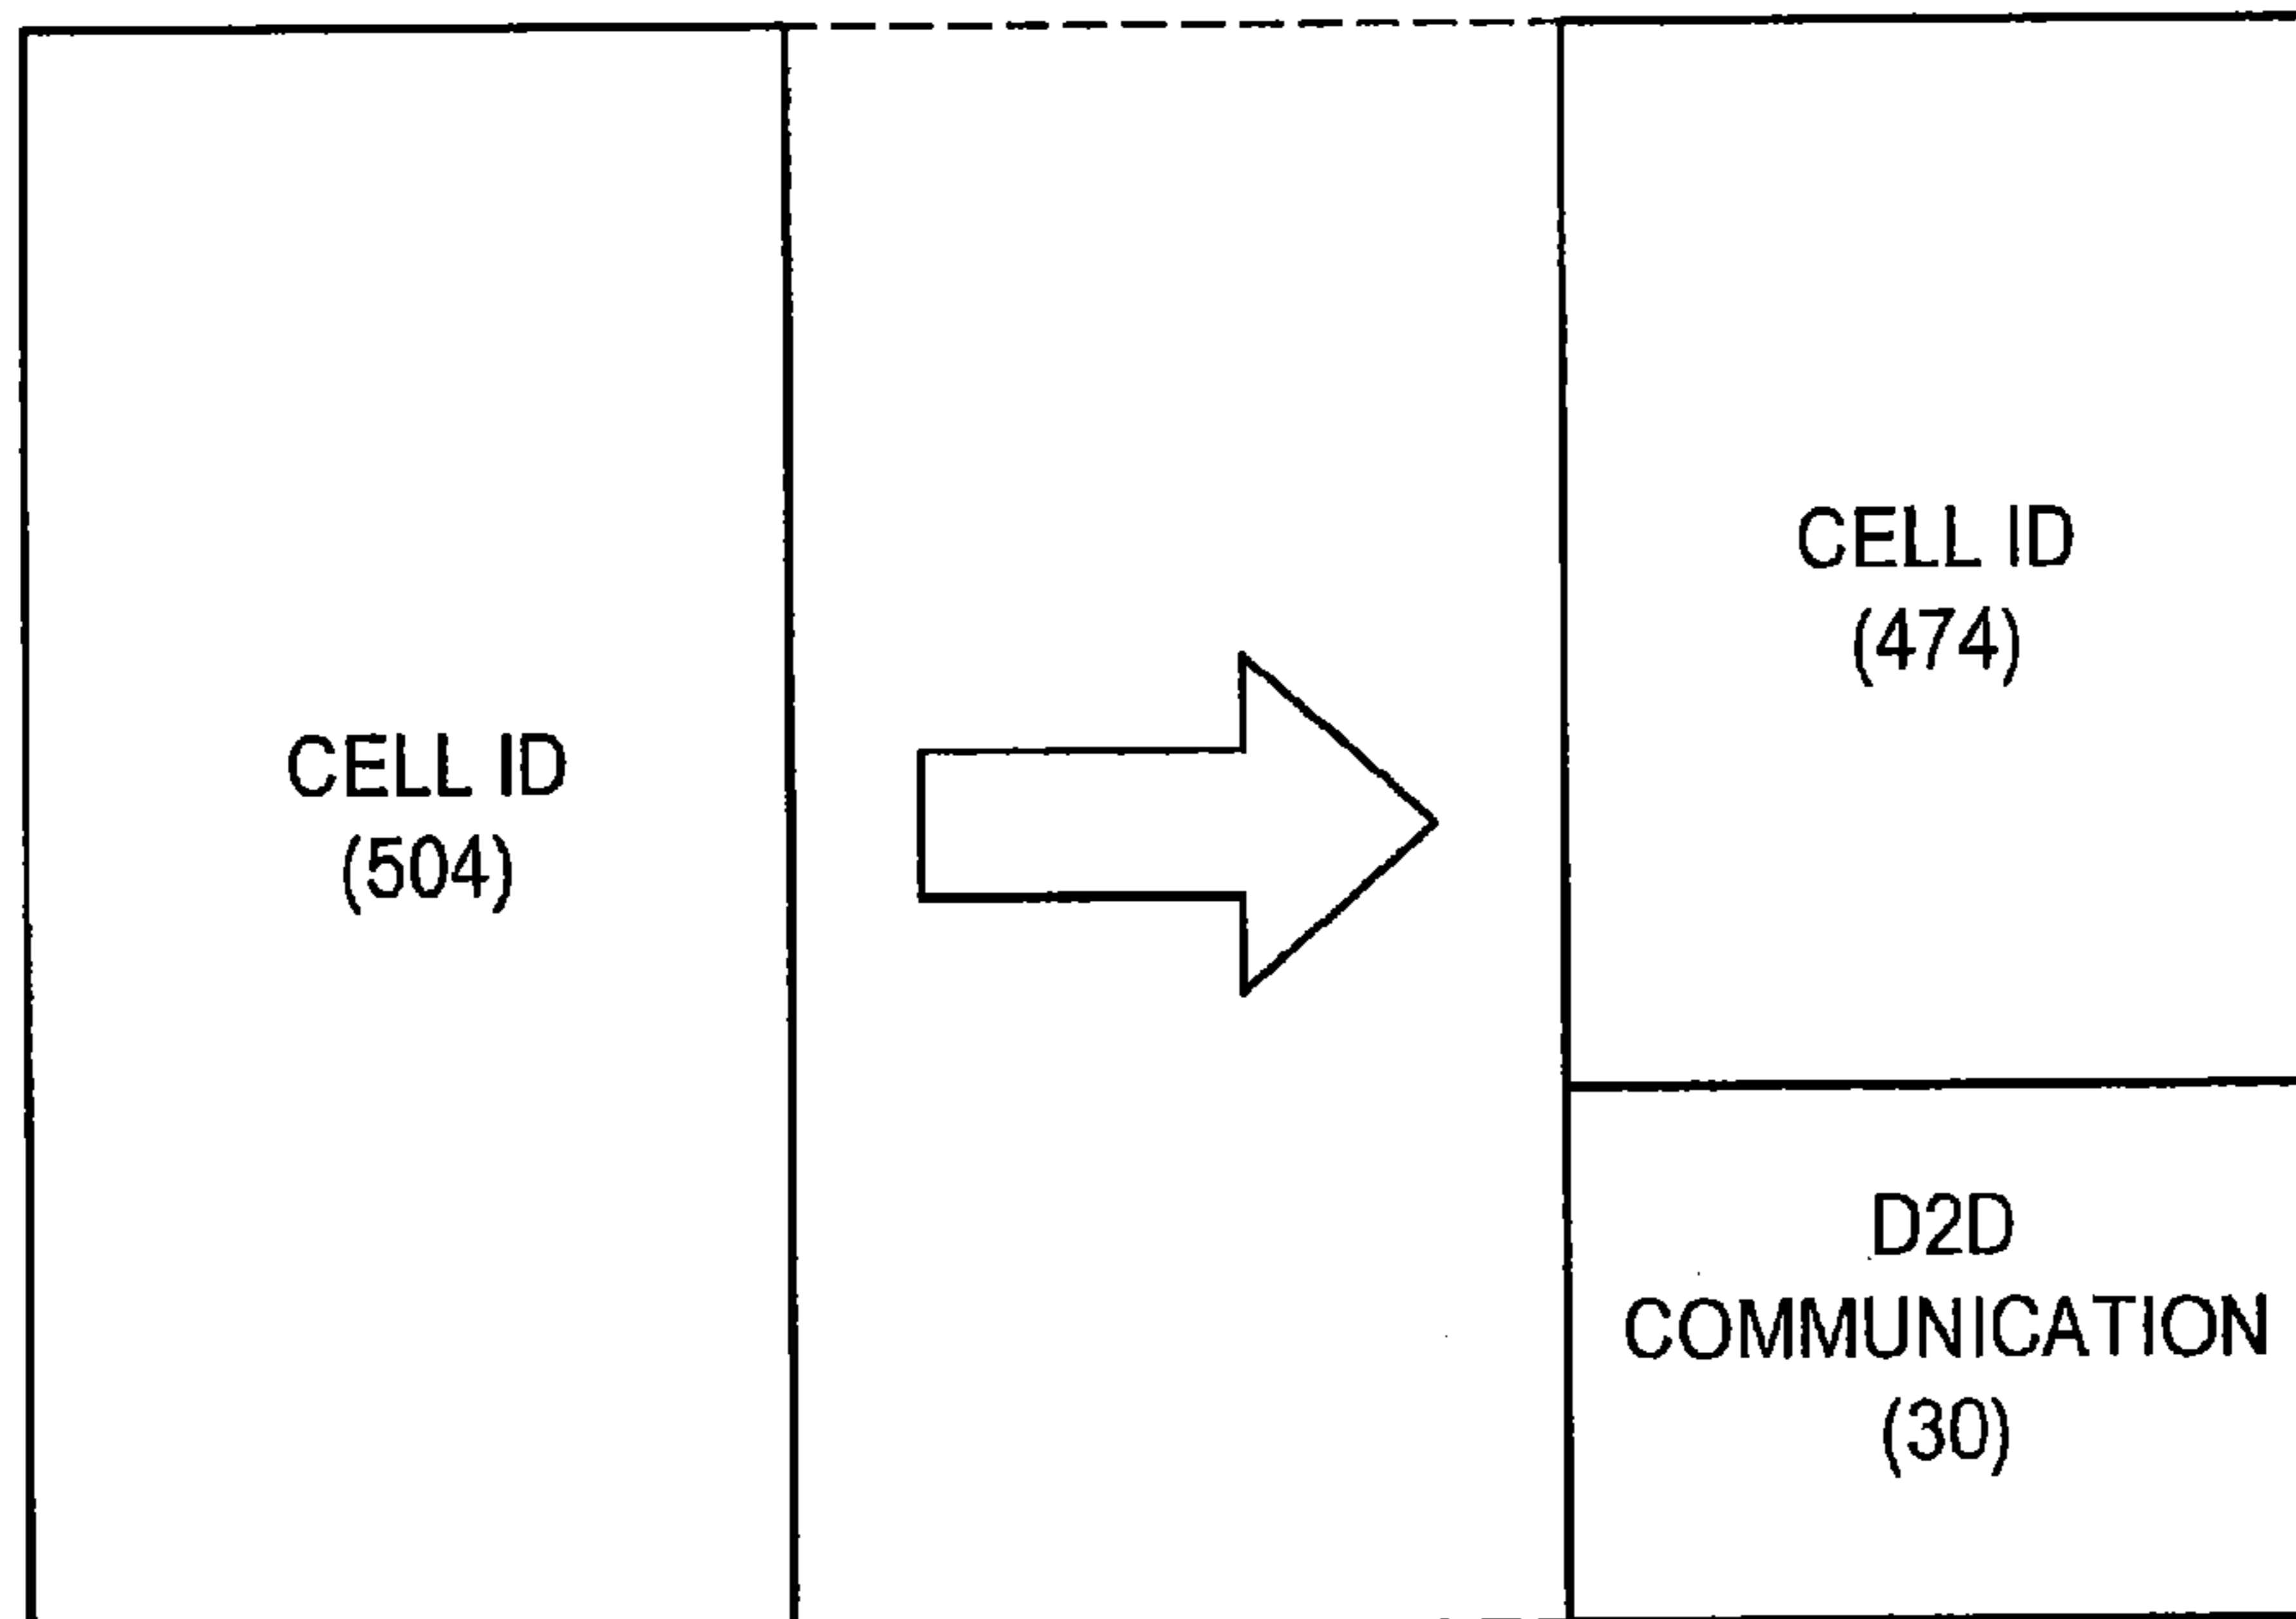 CELL ID
(504)
CELL ID
(474)
D2D
COMMUNICATION
(30)